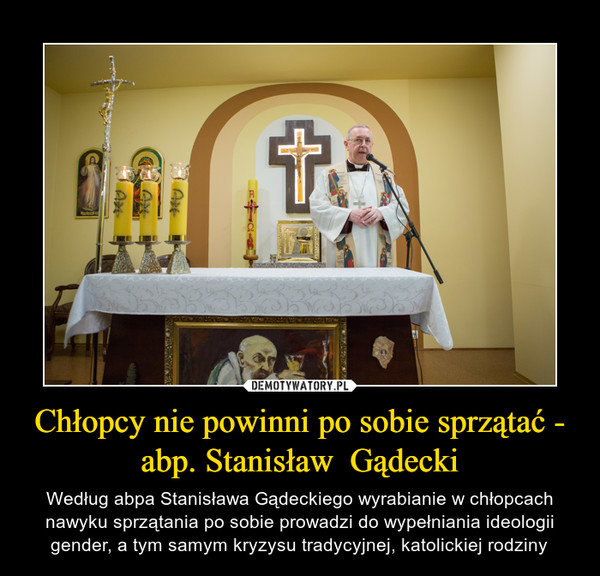 DEMOTYWATORY.PL
Chłopcy nie powinni po sobie sprzątać -
abp. Stanisław Gądecki
Według abpa Stanisława Gądeckiego wyrabianie w chłopcach
nawyku sprzątania po sobie prowadzi do wypełniania ideologii
gender, a tym samym kryzysu tradycyjnej, katolickiej rodziny